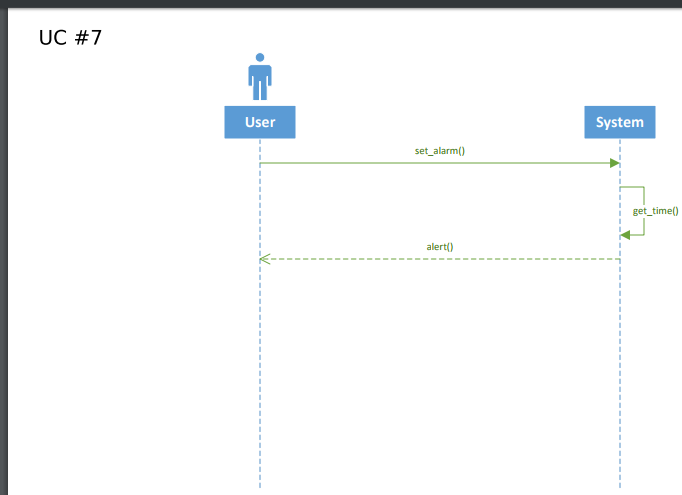 UC #7
User
System
set_alarm()
get_time()
alert()